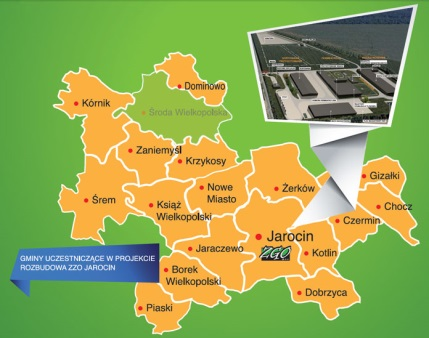 Dominowo
Kórnik
Środa Wielkopolska
Zaniemyśl
Krzykosy
Gizałki
Śrem
Nowe
Miasto
Żerków
Chocz
Książ
Wielkopolski
Czermin
Jarocin
ZGO
Jaraczewo
Kotlin
GMINY UCZESTNICZĄCE W PROJEKCIE
ROZBUDOWA ZZO JAROCIN
Borek
Wielkopolski
Dobrzyca
Piaski